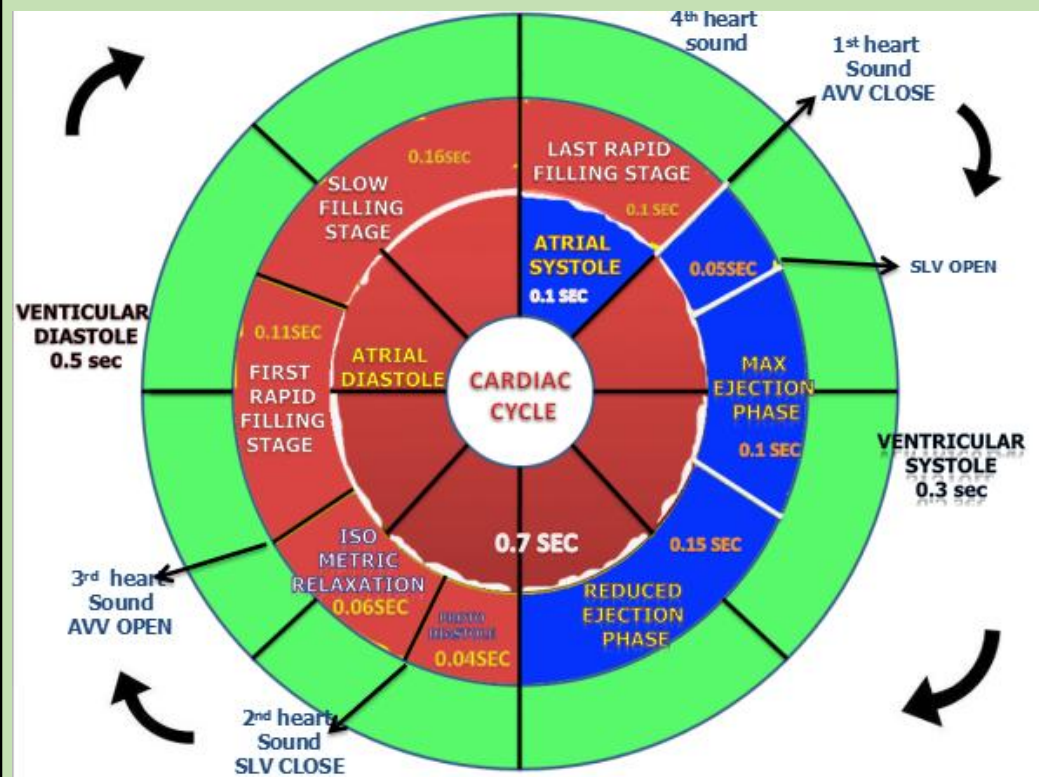 4th heart
sound
1st heart
Sound
AVV CLOSE
LAST RAPID
FILLING STAGE
0.1 SEC
0.16SEC
SLOW
FILLING
STAGE
ATRIAL
SYSTOLE
0.1 SEC
0.05SEC
SLV OPEN
VENTICULAR
DIASTOLE
0.5 sec
0.11SEC
FIRST
RAPID
FILLING
STAGE
ATRIAL
DIASTOLE
CARDIAC
CYCLE
MAX
EJECTION
PHASE
0.1 SEC
VENTRICULAR
SYSTOLE
0.3 sec
0.7 SEC
0.15 SEC
REDUCED
EJECTION
PHASE
ISO
METRIC
RELAXATION
0.06SEC
PROTO
DIASTOLE
0.04SEC
3rd heart
Sound
AVV OPEN
2nd heart
Sound
SLV CLOSE